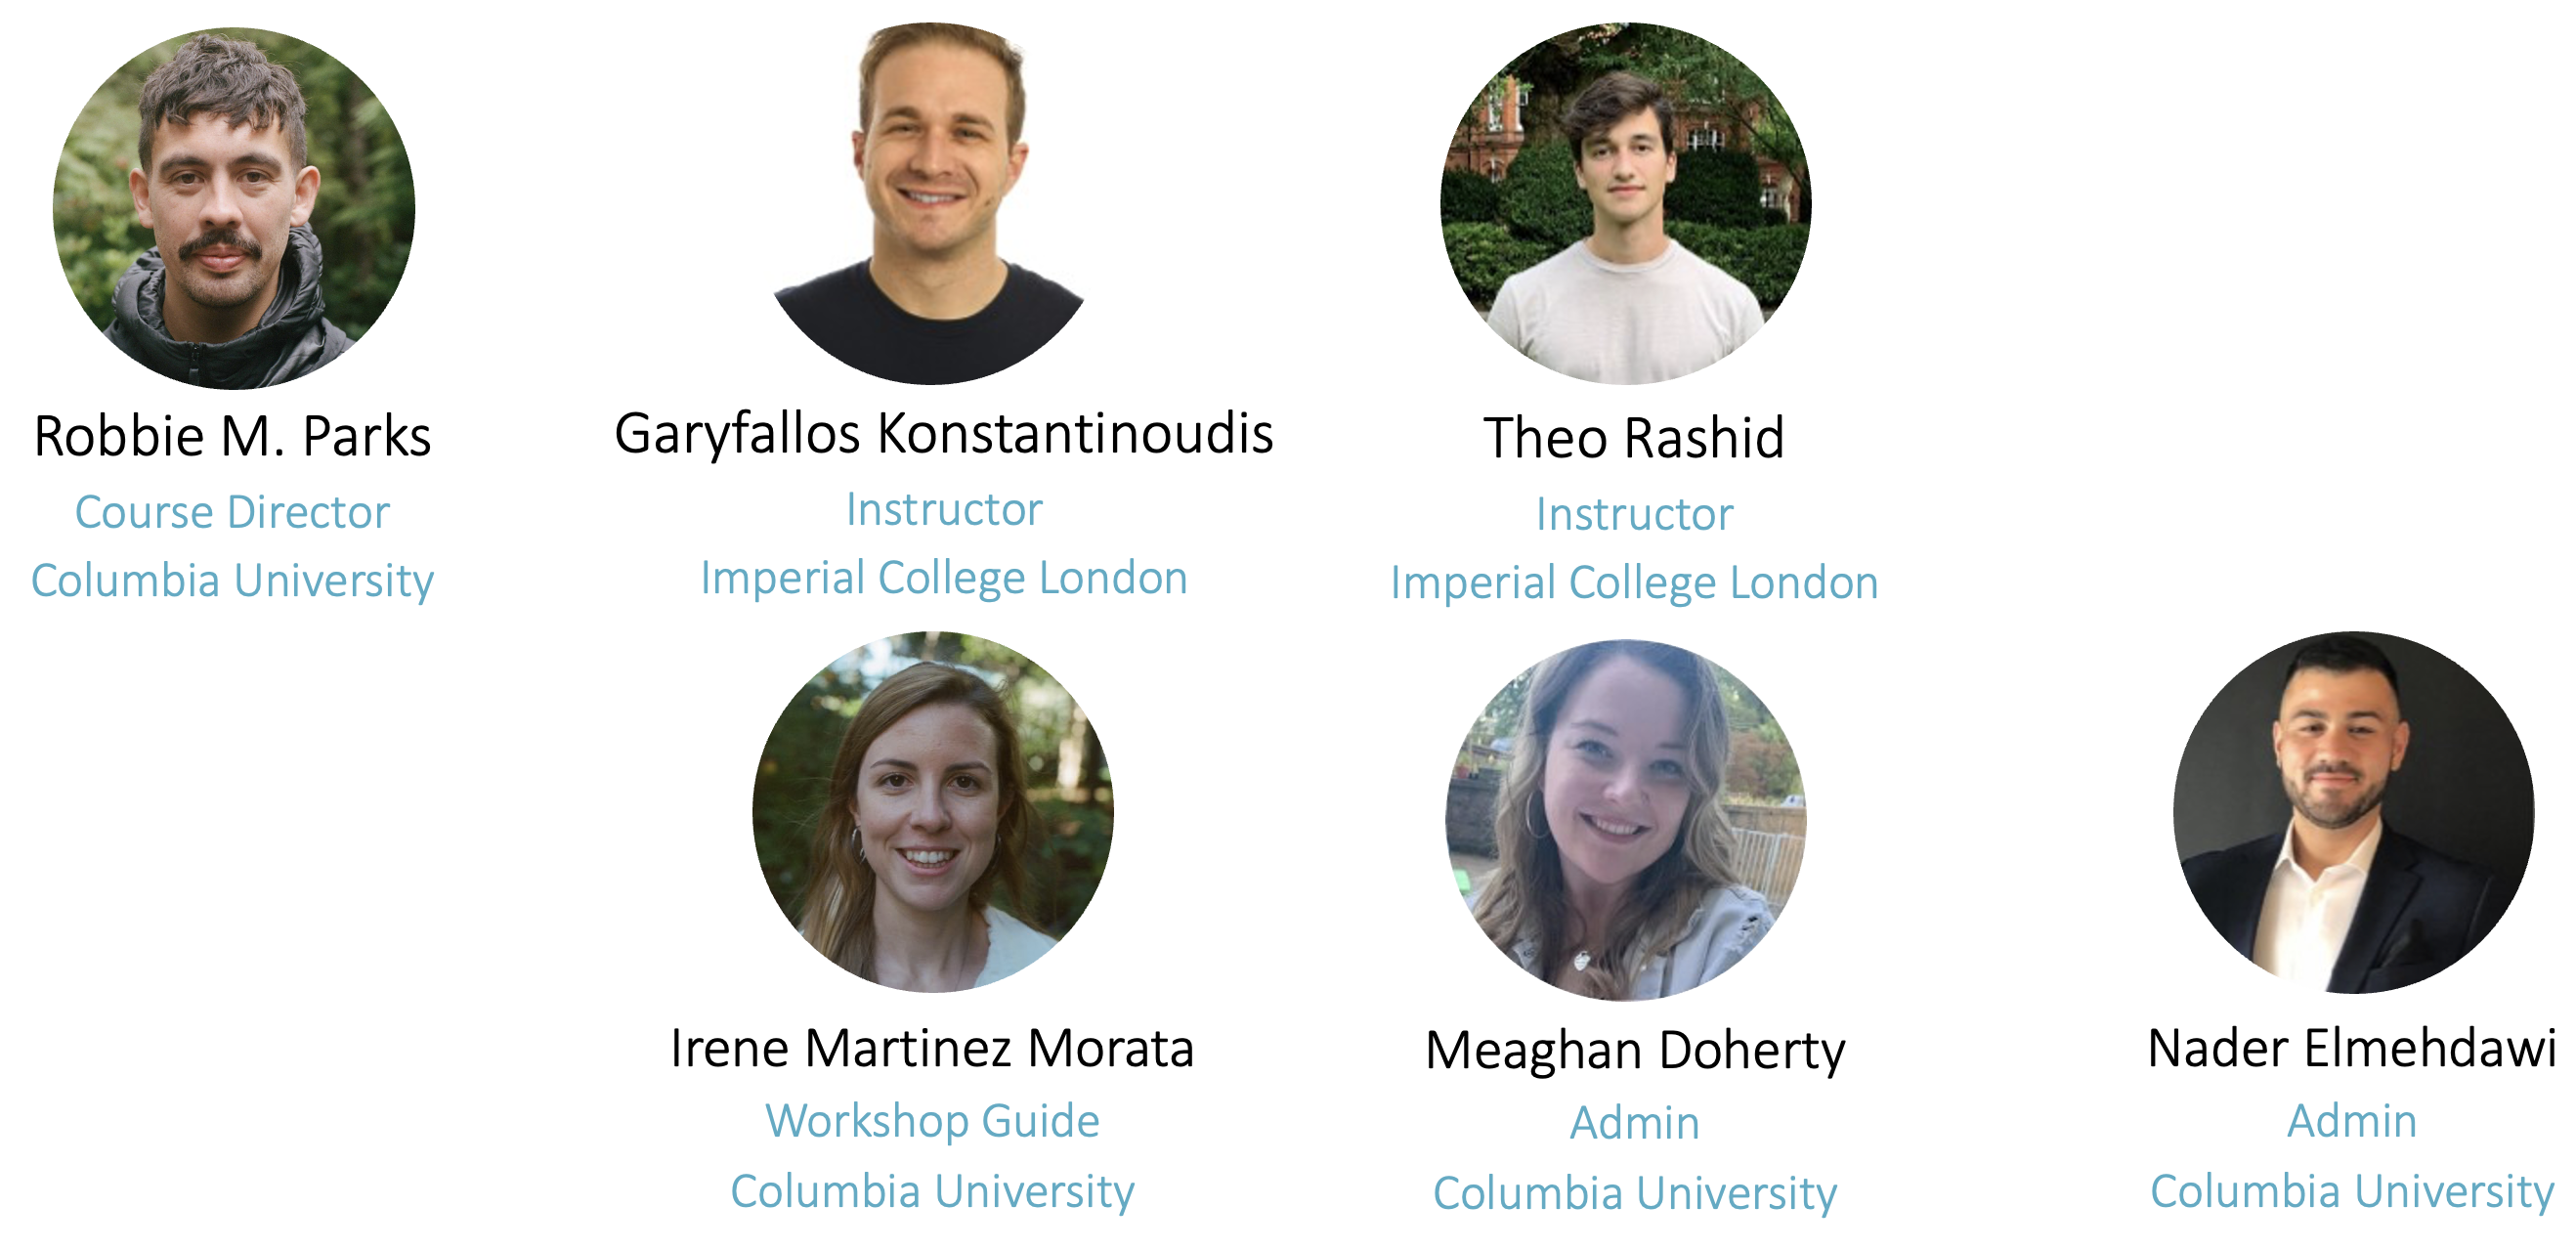 Robbie M. Parks
Course Director
Columbia University
Garyfallos Konstantinoudis
Instructor
Imperial College London
Theo Rashid
Instructor
Imperial College London
Irene Martinez Morata
Workshop Guide
Columbia University
Meaghan Doherty
Admin
Columbia University
Nader Elmehdawi
Admin
Columbia University